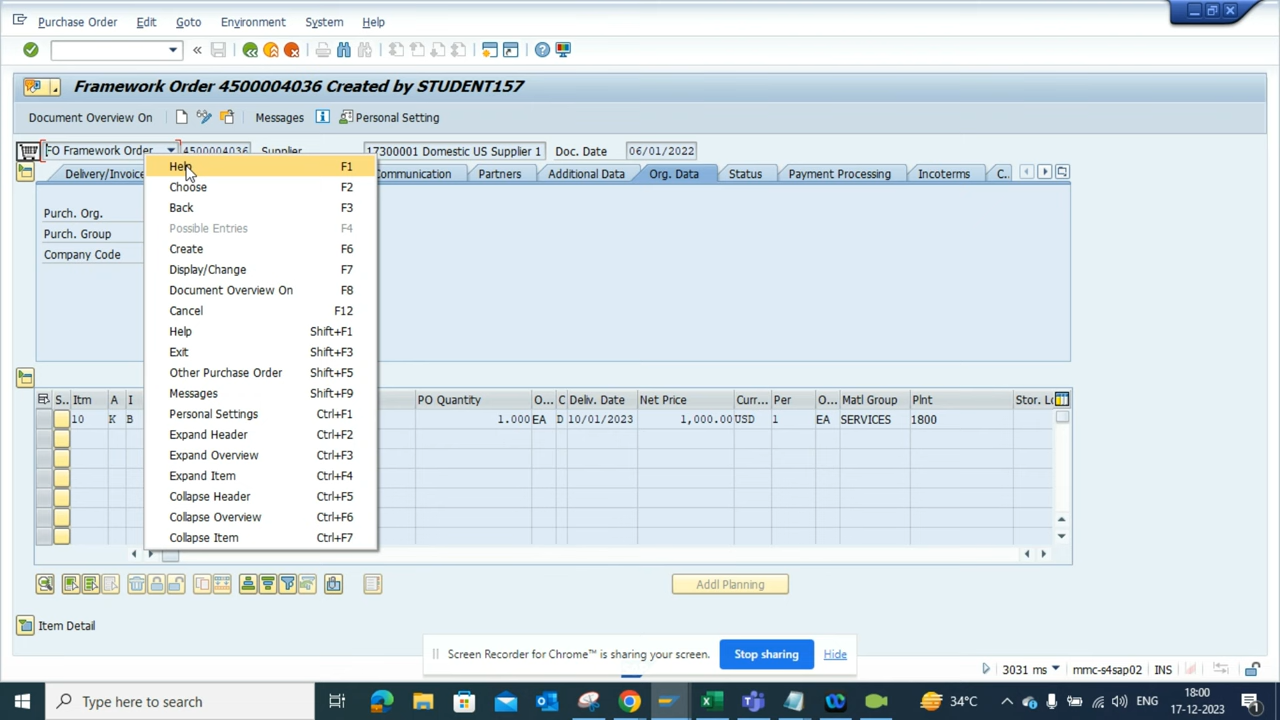 Purchase Order Edit Goto Environment System Help
Framework Order 4500004036 Created by STUDENT157
Document Overview On Messages Personal Setting
FO Framework Order 4500004036 Supplier 17300001 Domestic US Supplier 1 Doc. Date 06/01/2022
Delivery/Invoice Communication Partners Additional Data Org. Data Status Payment Processing Incoterms C..
Purch. Org.
Purch. Group
Company Code
Help F1
Choose F2
Back F3
Possible Entries F4
Create F6
Display/Change F7
Document Overview On F8
Cancel F12
Help Shift+F1
Exit Shift+F3
Other Purchase Order Shift+F5
Messages Shift+F9
Personal Settings Ctrl+F1
Expand Header Ctrl+F2
Expand Overview Ctrl+F3
Expand Item Ctrl+F4
Collapse Header Ctrl+F5
Collapse Overview Ctrl+F6
Collapse Item Ctrl+F7
S.. Itm A I PO Quantity O... C Deliv. Date Net Price Curr... Per O... Matl Group Plnt Stor. Lo
10 K B 1.000 EA D 10/01/2023 1,000.00 USD 1 EA SERVICES 1800
Addl Planning
Item Detail
Screen Recorder for Chrome™ is sharing your screen. Stop sharing Hide
3031 ms mmc-s4sap02 INS
Type here to search 34°C ENG 18:00
17-12-2023 1